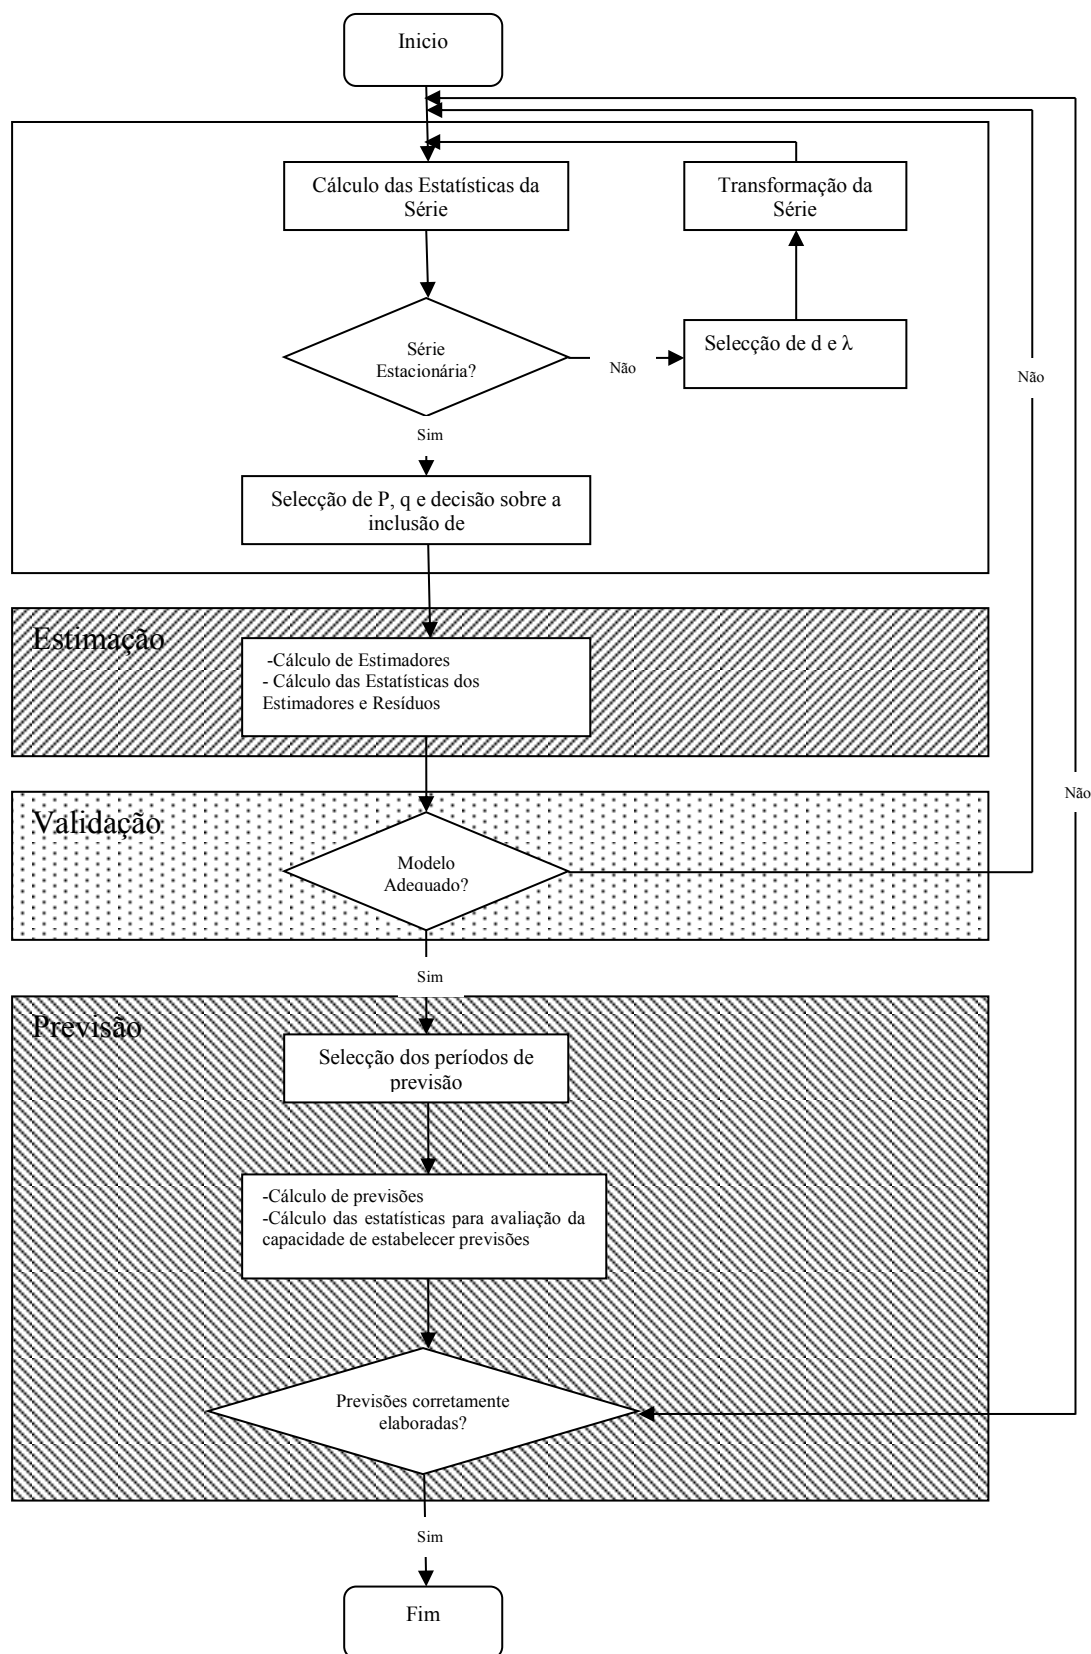 Inicio
Cálculo das Estatísticas da
Série
Transformação da
Série
Série
Estacionária?
Não
Selecção de d e λ
Não
Sim
Selecção de P, q e decisão sobre a
inclusão de
Estimação
-Cálculo de Estimadores
- Cálculo das Estatísticas dos
Estimadores e Resíduos
Não
Validação
Modelo
Adequado?
Sim
Previsão
Selecção dos períodos de
previsão
-Cálculo de previsões
-Cálculo das estatísticas para avaliação da
capacidade de estabelecer previsões
Previsões corretamente
elaboradas?
Sim
Fim